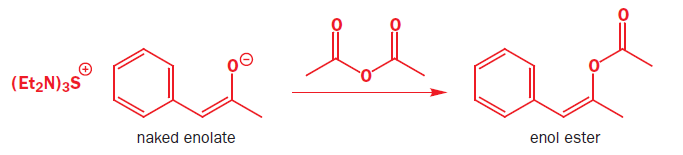 (Et₂N)₃S⊕
O⊖
O O
O
O
O
naked enolate
enol ester